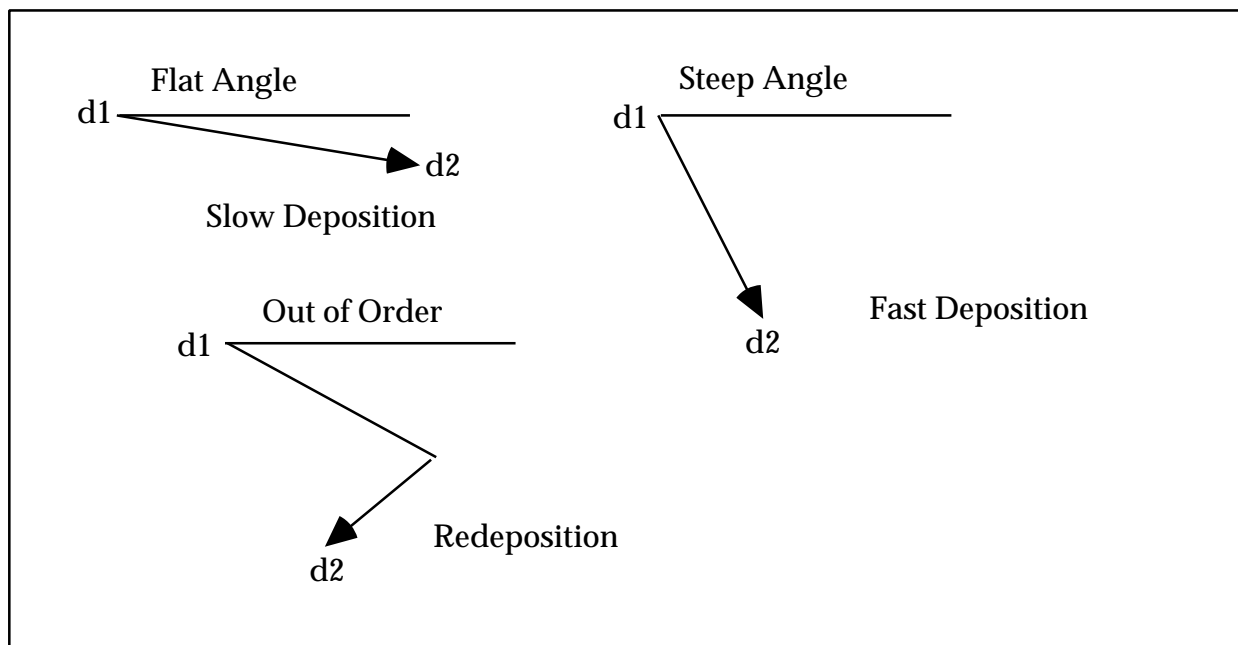 Flat Angle
d1
d2
Slow Deposition
Steep Angle
d1
d2
Fast Deposition
Out of Order
d1
d2
Redeposition